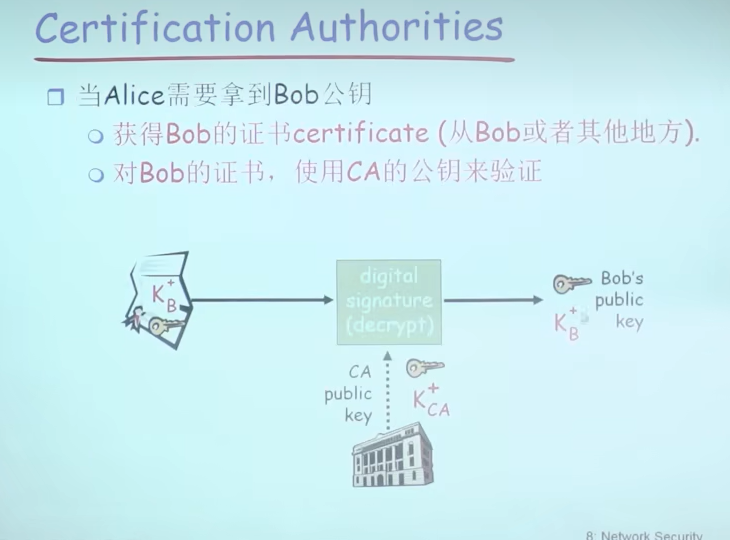 Certification Authorities
当Alice需要拿到Bob公钥
获得Bob的证书certificate (从Bob或者其他地方).
对Bob的证书，使用CA的公钥来验证
K+B
digital
signature
(decrypt)
Bob's
public
key
K+B
CA
public
key
K+CA
8: Network Security